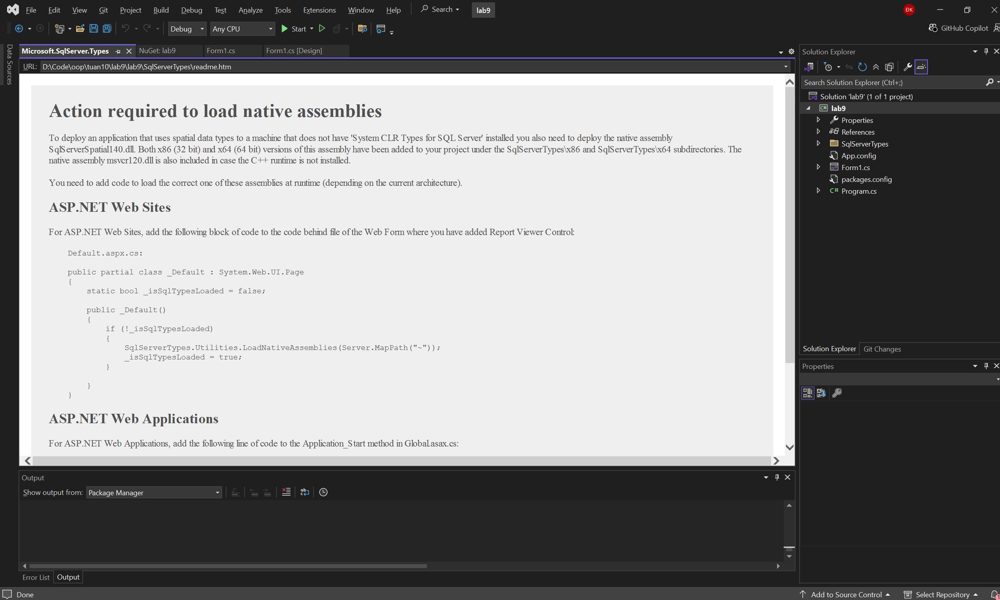 File Edit View Git Project Build Debug Test Analyze Tools Extensions Window Help Search lab9 ĐK
Debug Any CPU Start GitHub Copilot
Data Sources
Microsoft.SqlServer.Types NuGet: lab9 Form1.cs Form1.cs [Design]
URL: D:\Code\oop\tuan10\lab9\lab9\SqlServerTypes\readme.htm
Action required to load native assemblies
To deploy an application that uses spatial data types to a machine that does not have 'System CLR Types for SQL Server' installed you also need to deploy the native assembly
SqlServerSpatial140.dll. Both x86 (32 bit) and x64 (64 bit) versions of this assembly have been added to your project under the SqlServerTypes\x86 and SqlServerTypes\x64 subdirectories. The
native assembly msvcr120.dll is also included in case the C++ runtime is not installed.
You need to add code to load the correct one of these assemblies at runtime (depending on the current architecture).
ASP.NET Web Sites
For ASP.NET Web Sites, add the following block of code to the code behind file of the Web Form where you have added Report Viewer Control:
Default.aspx.cs:
public partial class _Default : System.Web.UI.Page
{
static bool _isSqlTypesLoaded = false;
public _Default()
{
if (!_isSqlTypesLoaded)
{
SqlServerTypes.Utilities.LoadNativeAssemblies(Server.MapPath("~"));
_isSqlTypesLoaded = true;
}
}
}
ASP.NET Web Applications
For ASP.NET Web Applications, add the following line of code to the Application_Start method in Global.asax.cs:
Output
Show output from: Package Manager
Error List Output
Solution Explorer
Search Solution Explorer (Ctrl+;)
Solution 'lab9' (1 of 1 project)
C# lab9
Properties
References
SqlServerTypes
App.config
Form1.cs
packages.config
C# Program.cs
Solution Explorer Git Changes
Properties
Done Add to Source Control Select Repository 1